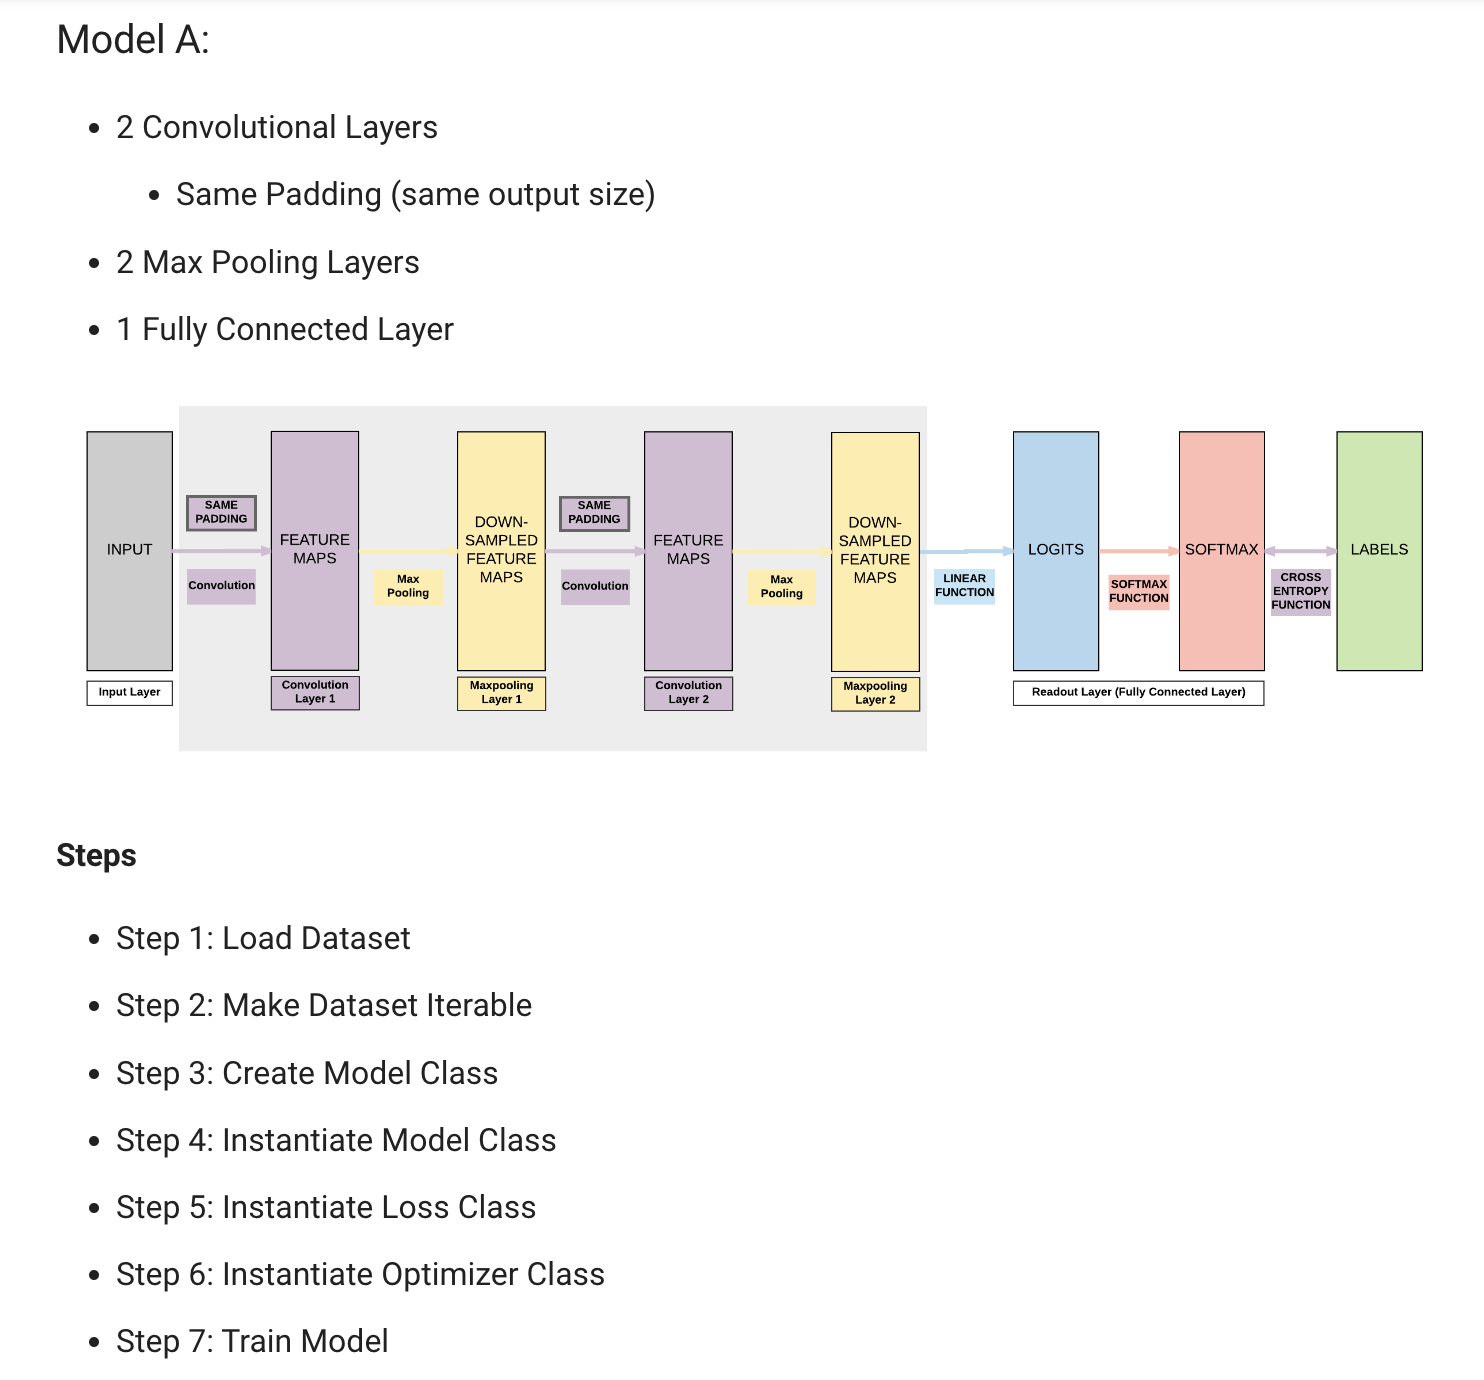 Model A:
2 Convolutional Layers
Same Padding (same output size)
2 Max Pooling Layers
1 Fully Connected Layer
INPUT
Input Layer
SAME
PADDING
Convolution
FEATURE
MAPS
Convolution
Layer 1
Max
Pooling
DOWN-
SAMPLED
FEATURE
MAPS
Maxpooling
Layer 1
SAME
PADDING
Convolution
FEATURE
MAPS
Convolution
Layer 2
Max
Pooling
DOWN-
SAMPLED
FEATURE
MAPS
Maxpooling
Layer 2
LINEAR
FUNCTION
LOGITS
SOFTMAX
FUNCTION
SOFTMAX
Readout Layer (Fully Connected Layer)
CROSS
ENTROPY
FUNCTION
LABELS
Steps
Step 1: Load Dataset
Step 2: Make Dataset Iterable
Step 3: Create Model Class
Step 4: Instantiate Model Class
Step 5: Instantiate Loss Class
Step 6: Instantiate Optimizer Class
Step 7: Train Model